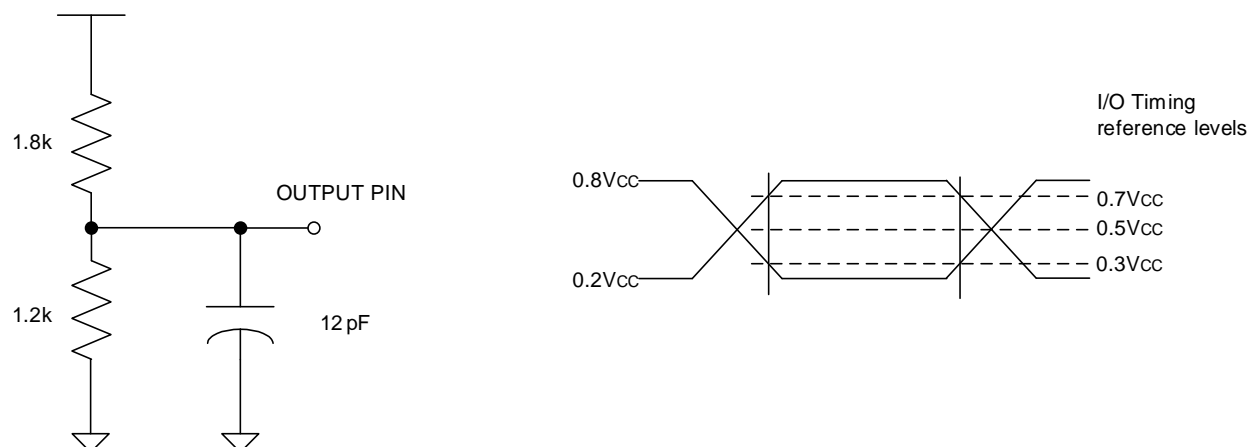 1.8k
OUTPUT PIN
1.2k
12 pF
I/O Timing
reference levels
0.8VCC
0.7VCC
0.5VCC
0.3VCC
0.2VCC